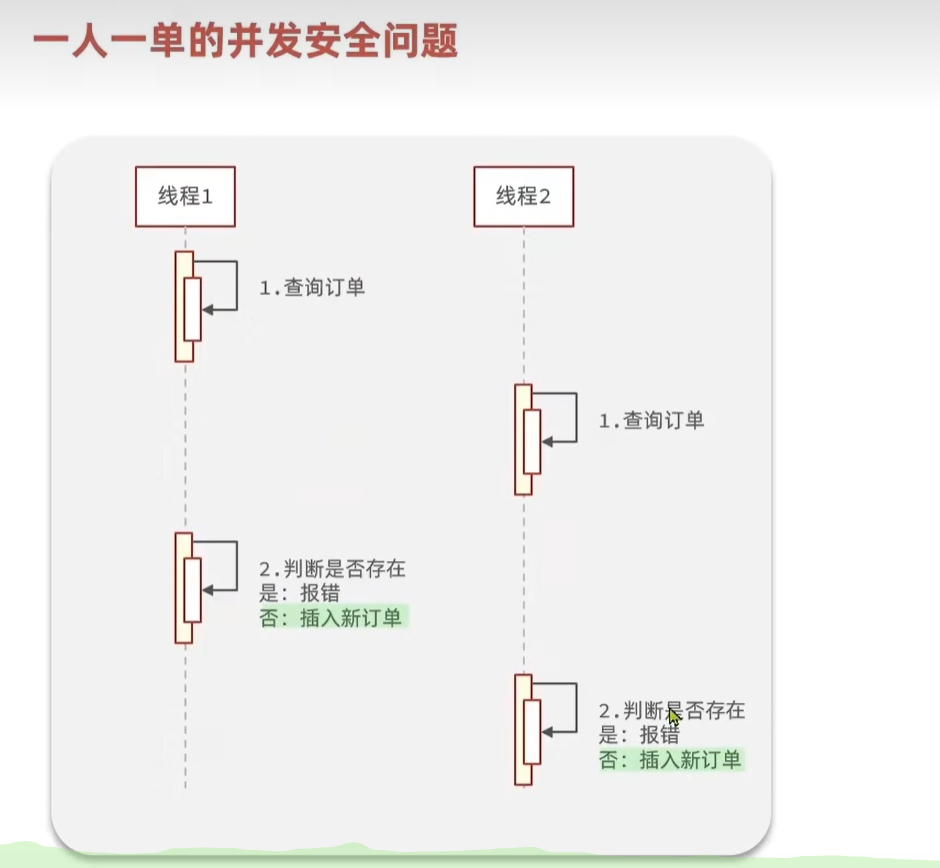 一人一单的并发安全问题
线程1
线程2
1.查询订单
1.查询订单
2.判断是否存在
是：报错
否：插入新订单
2.判断是否存在
是：报错
否：插入新订单